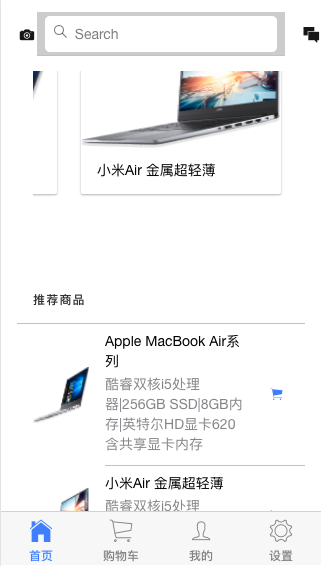 Search
小米Air 金属超轻薄
推荐商品
Apple MacBook Air系
列
酷睿双核i5处理
器|256GB SSD|8GB内
存|英特尔HD显卡620
含共享显卡内存
小米Air 金属超轻薄
酷睿双核i5处理
首页
购物车
我的
设置